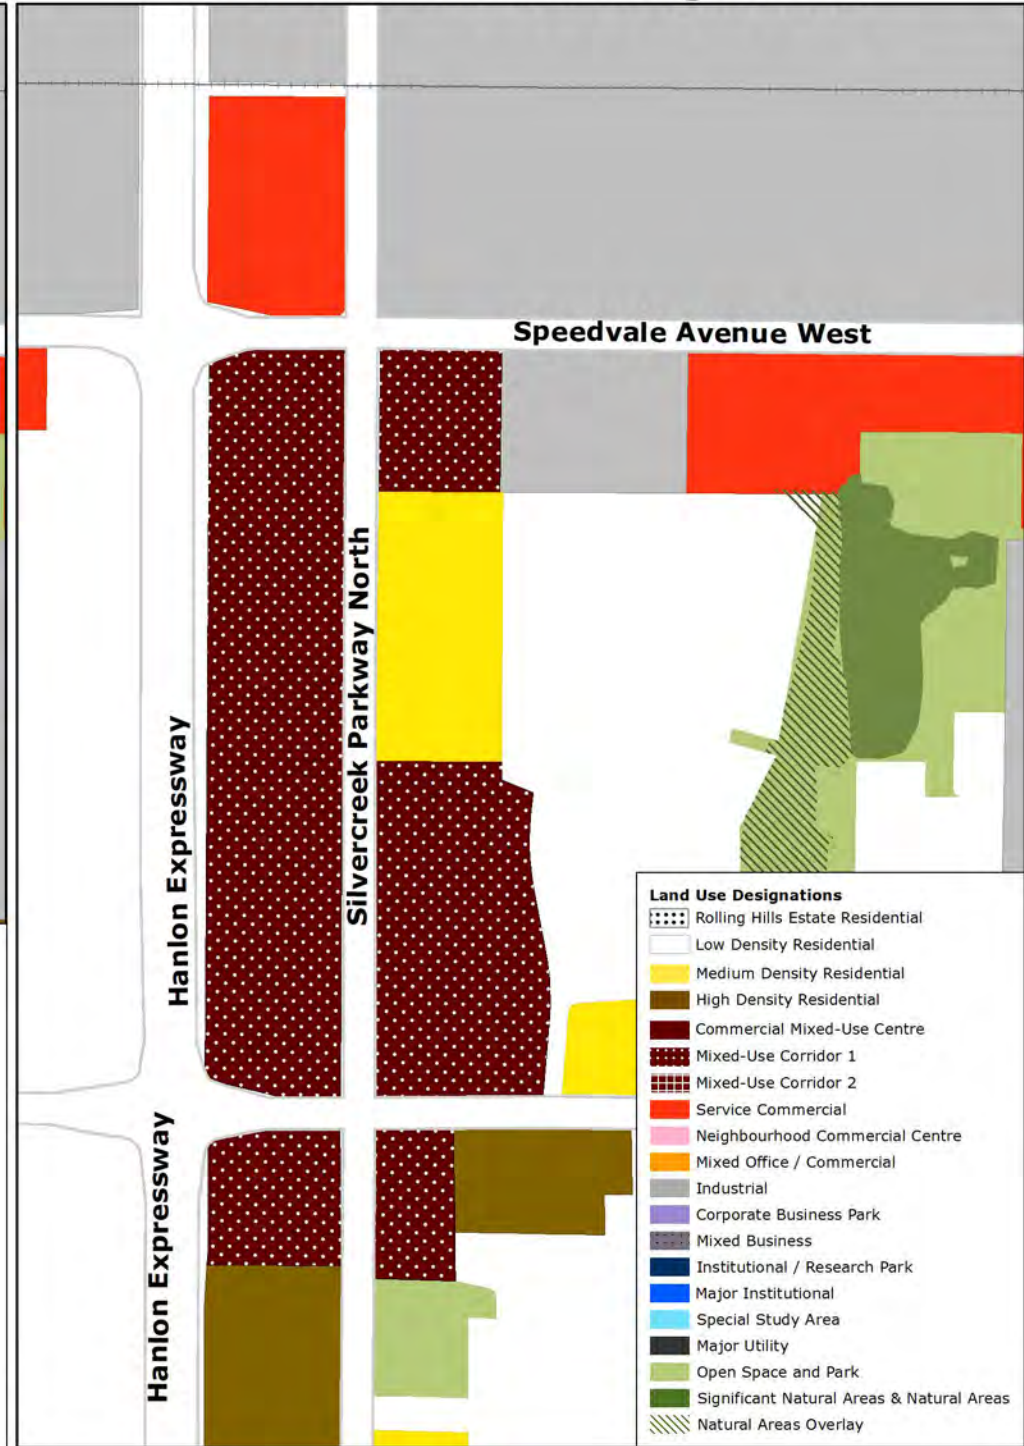 Speedvale Avenue West
Silvercreek Parkway North
Hanlon Expressway
Hanlon Expressway
Land Use Designations
Rolling Hills Estate Residential
Low Density Residential
Medium Density Residential
High Density Residential
Commercial Mixed-Use Centre
Mixed-Use Corridor 1
Mixed-Use Corridor 2
Service Commercial
Neighbourhood Commercial Centre
Mixed Office / Commercial
Industrial
Corporate Business Park
Mixed Business
Institutional / Research Park
Major Institutional
Special Study Area
Major Utility
Open Space and Park
Significant Natural Areas & Natural Areas
Natural Areas Overlay